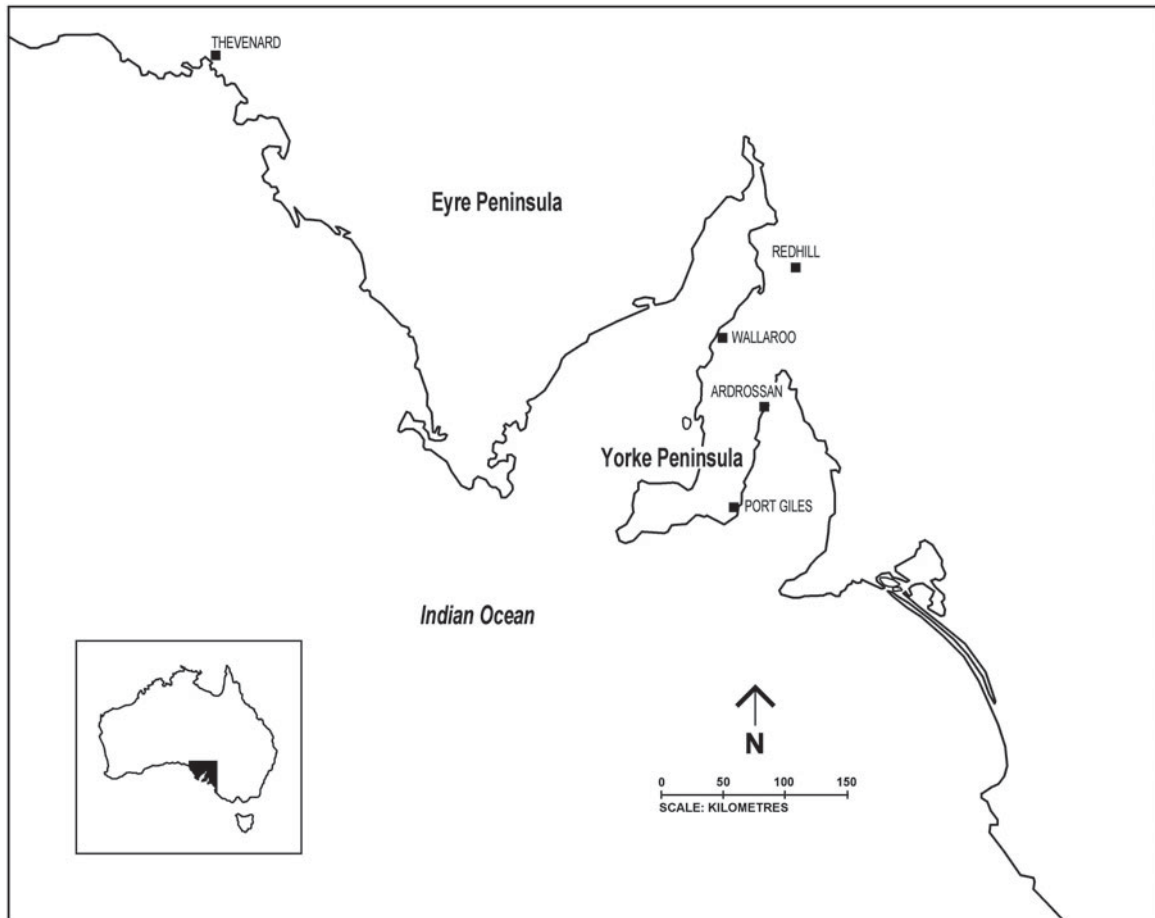 THEVENARD
Eyre Peninsula
REDHILL
WALLAROO
ARDROSSAN
Yorke Peninsula
PORT GILES
Indian Ocean
N
0 50 100 150
SCALE: KILOMETRES